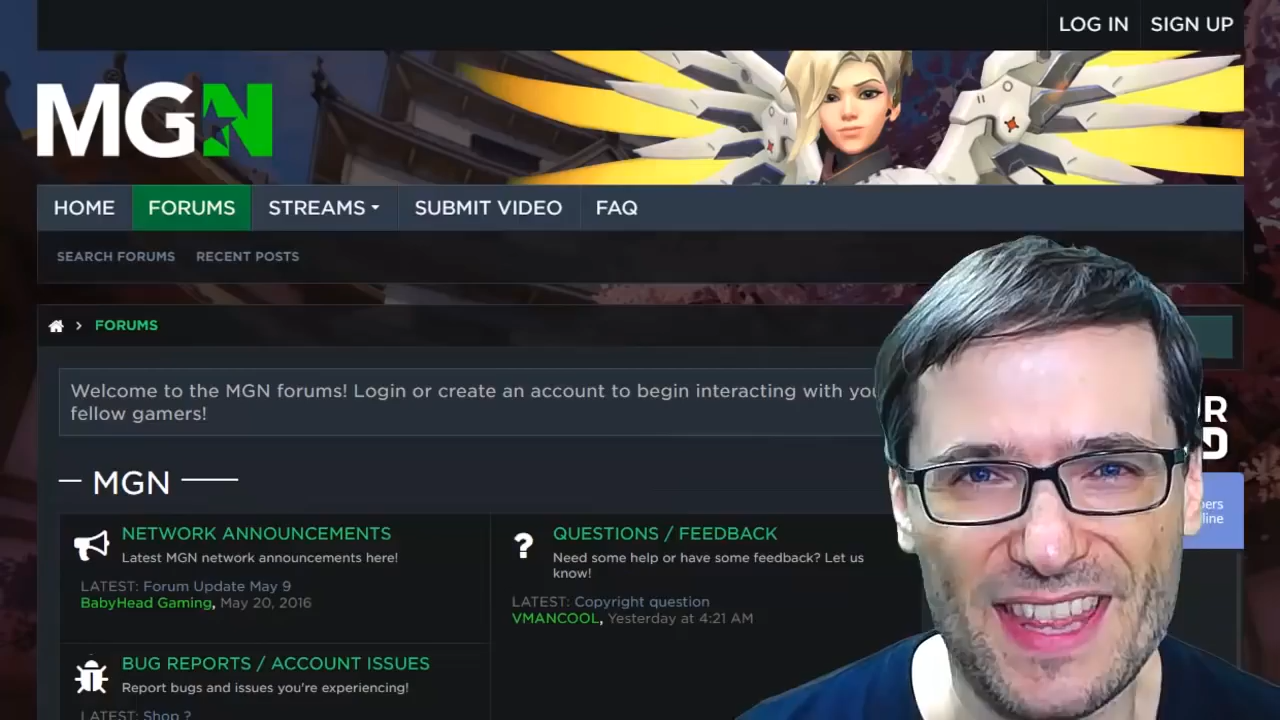 LOG IN
SIGN UP
MGN
HOME
FORUMS
STREAMS
SUBMIT VIDEO
FAQ
SEARCH FORUMS
RECENT POSTS
FORUMS
Welcome to the MGN forums! Login or create an account to begin interacting with
fellow gamers!
MGN
NETWORK ANNOUNCEMENTS
Latest MGN network announcements here!
LATEST: Forum Update May 9
BabyHead Gaming, May 20, 2016
QUESTIONS / FEEDBACK
Need some help or have some feedback? Let us
know!
LATEST: Copyright question
VMANCOOL, Yesterday at 4:21 AM
BUG REPORTS / ACCOUNT ISSUES
Report bugs and issues you're experiencing!
LATEST: Shop ?